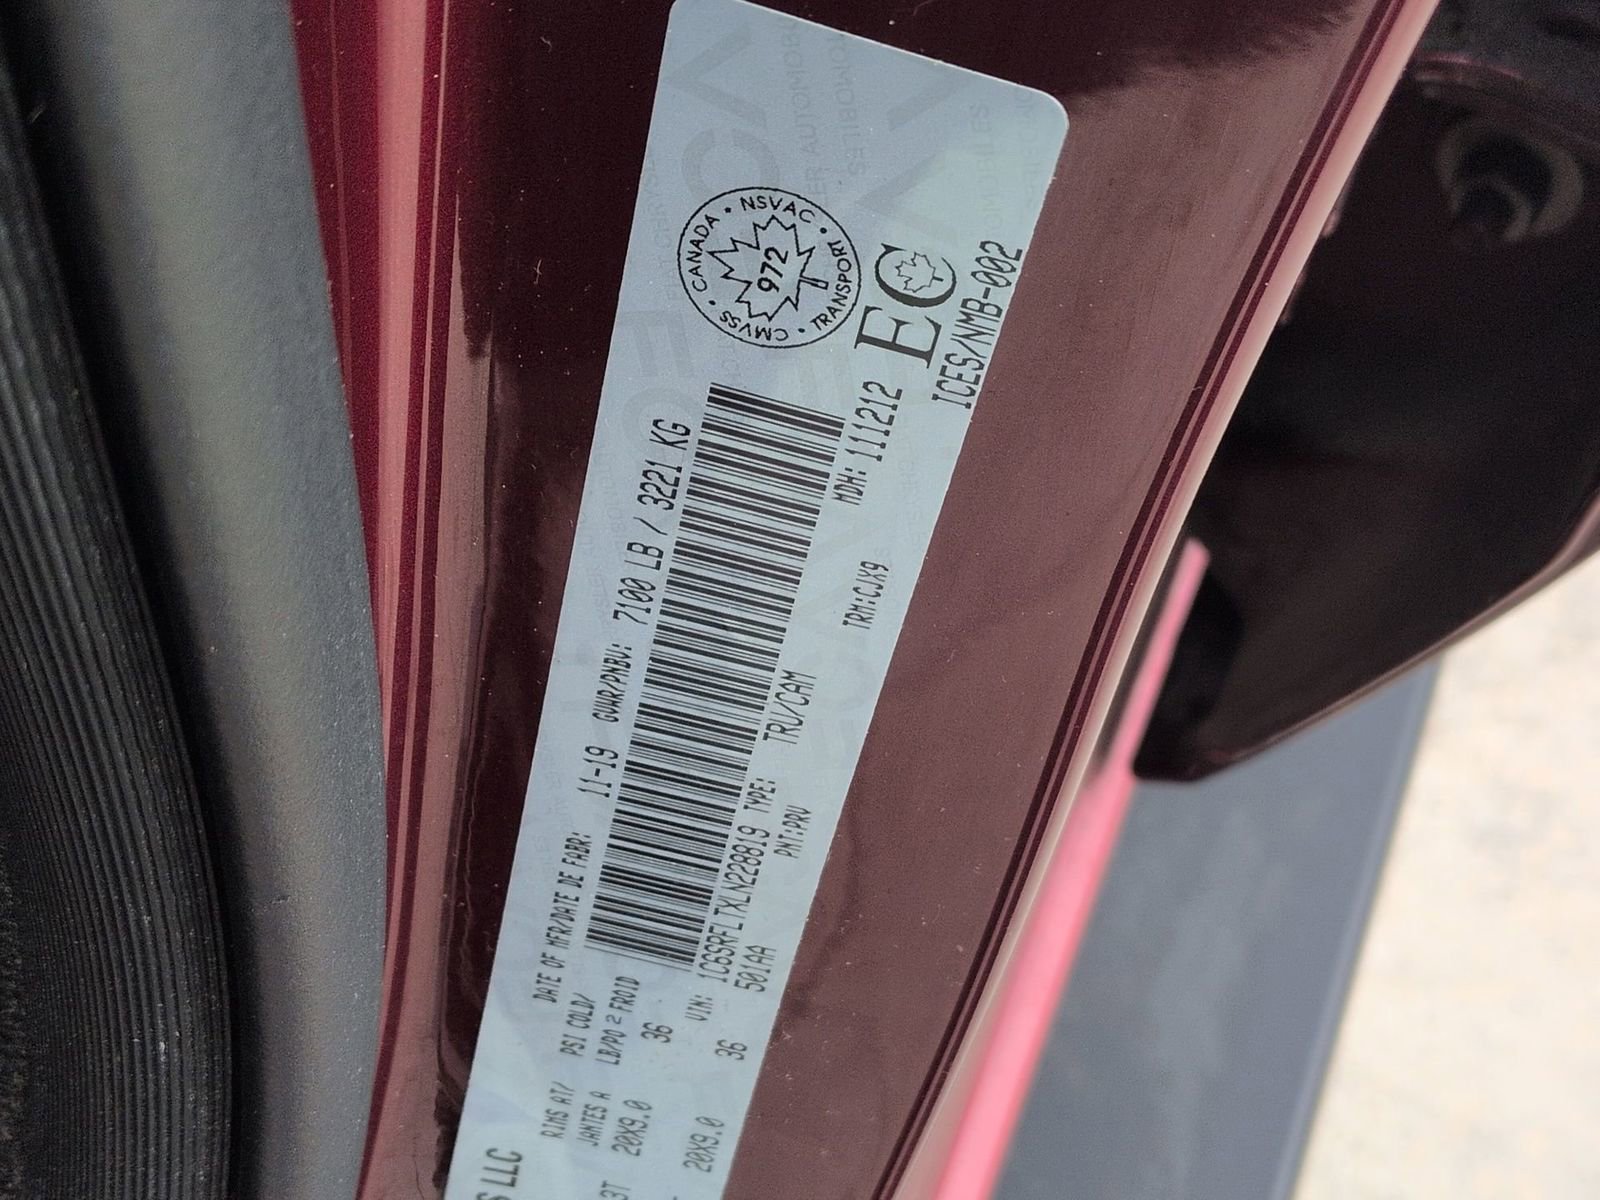 S LLC
DATE OF MFR/DATE DE FABR: 11-19 GVWR/PNBV: 7100 LB / 3221 KG
RIMS AT/ PSI COLD/
JANTES A LB/PO 2 FROID
3T 20X9.0 36
VIN: 1C6SRFLTXLN228819 TYPE: TRU/CAM
T 20X9.0 36 501AA PNT:PRV
TRM:CJX9
MDH: 111212
CANADA • NSVAC • TRANSPORT • CMVSS •
972
EC
ICES/NMB-002